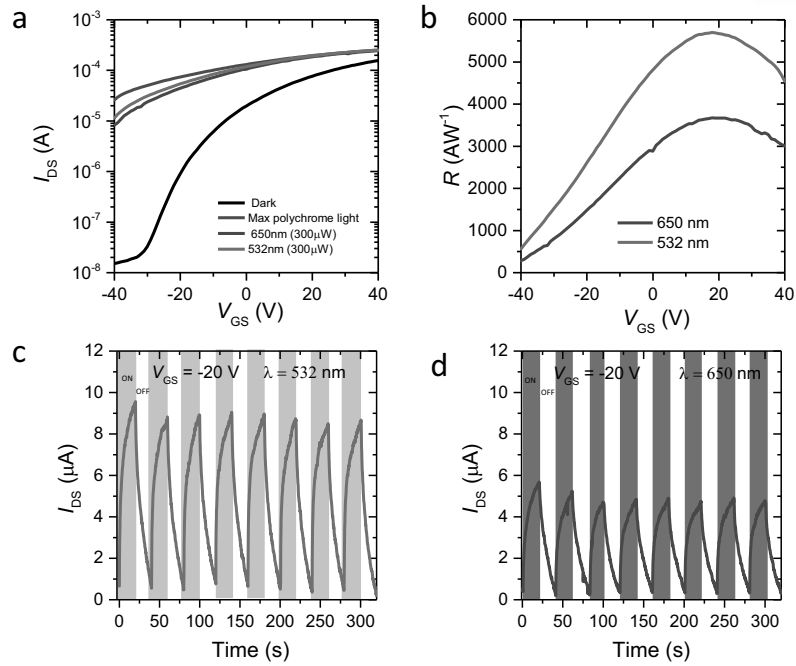 a
10⁻³
10⁻⁴
10⁻⁵
10⁻⁶
10⁻⁷
10⁻⁸
I_DS (A)
Dark
Max polychrome light
650nm (300μW)
532nm (300μW)
-40 -20 0 20 40
V_GS (V)
b
6000
5000
4000
3000
2000
1000
0
R (AW⁻¹)
650 nm
532 nm
-40 -20 0 20 40
V_GS (V)
c
12
10
8
6
4
2
0
I_DS (μA)
V_GS = -20 V λ = 532 nm
ON
OFF
0 50 100 150 200 250 300
Time (s)
d
12
10
8
6
4
2
0
I_DS (μA)
V_GS = -20 V λ = 650 nm
ON
OFF
0 50 100 150 200 250 300
Time (s)